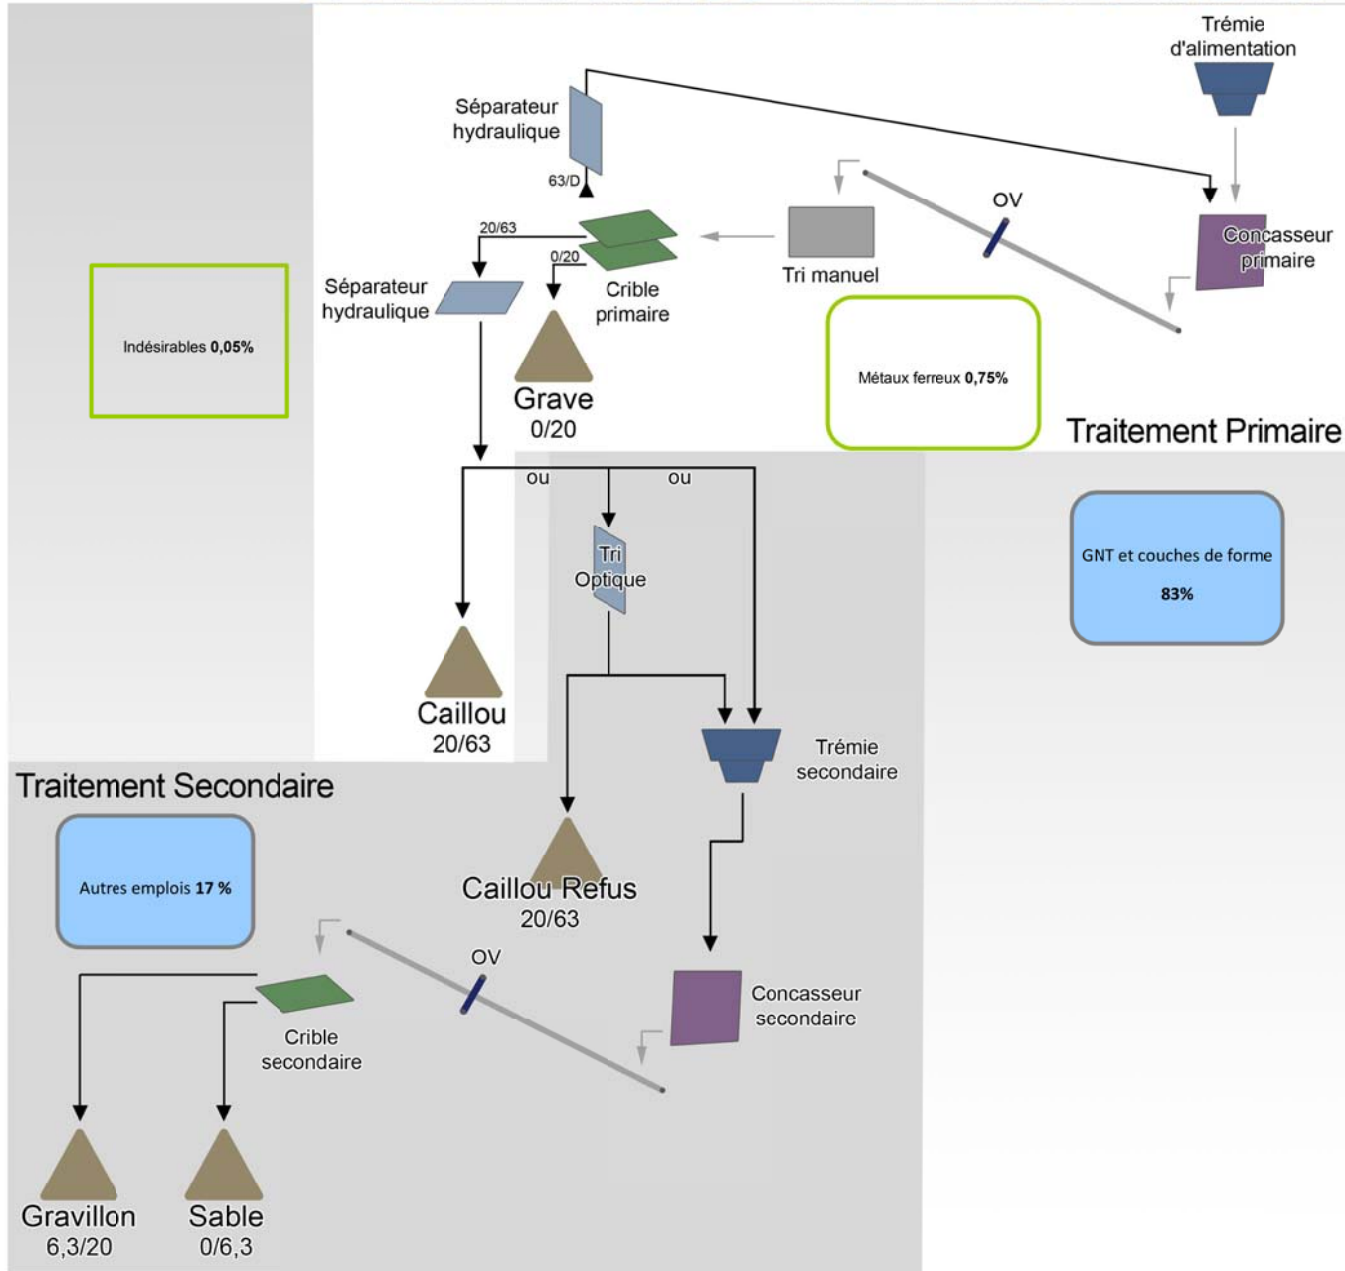 Trémie
d'alimentation
Séparateur
hydraulique
63/D
OV
20/63
0/20
Concasseur
primaire
Tri manuel
Séparateur
hydraulique
Crible
primaire
Indésirables 0,05%
Métaux ferreux 0,75%
Grave
0/20
Traitement Primaire
ou
ou
Tri
Optique
GNT et couches de forme
83%
Caillou
20/63
Trémie
secondaire
Traitement Secondaire
Autres emplois 17 %
Caillou Refus
20/63
OV
Concasseur
secondaire
Crible
secondaire
Gravillon
6,3/20
Sable
0/6,3